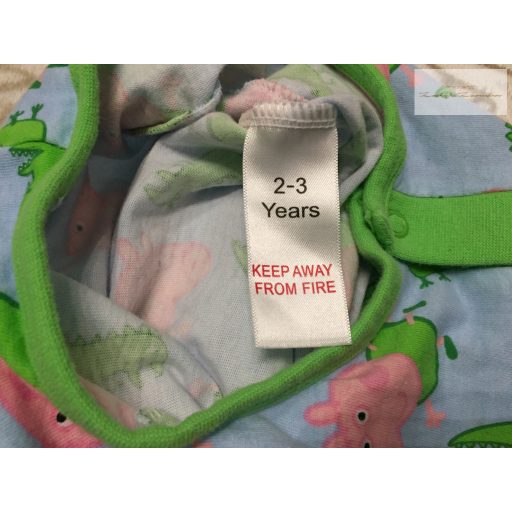 2-3
Years
KEEP AWAY
FROM FIRE